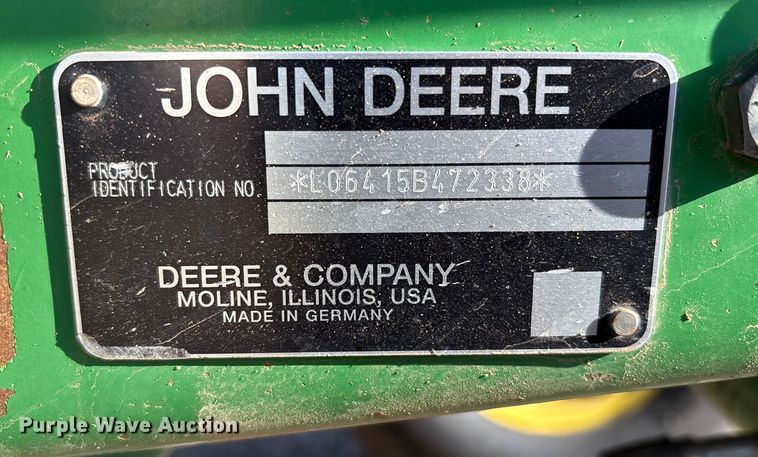 JOHN DEERE
PRODUCT
IDENTIFICATION NO.
*L06415B472338*
DEERE & COMPANY
MOLINE, ILLINOIS, USA
MADE IN GERMANY
Purple Wave Auction